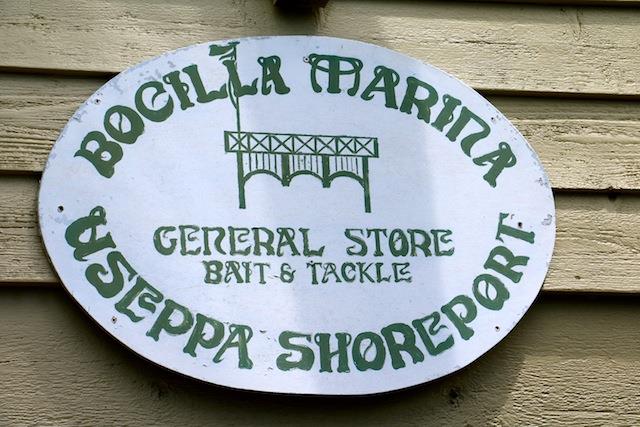 BOCILLA MARINA
GENERAL STORE
BAIT & TACKLE
USEPPA SHOREPORT